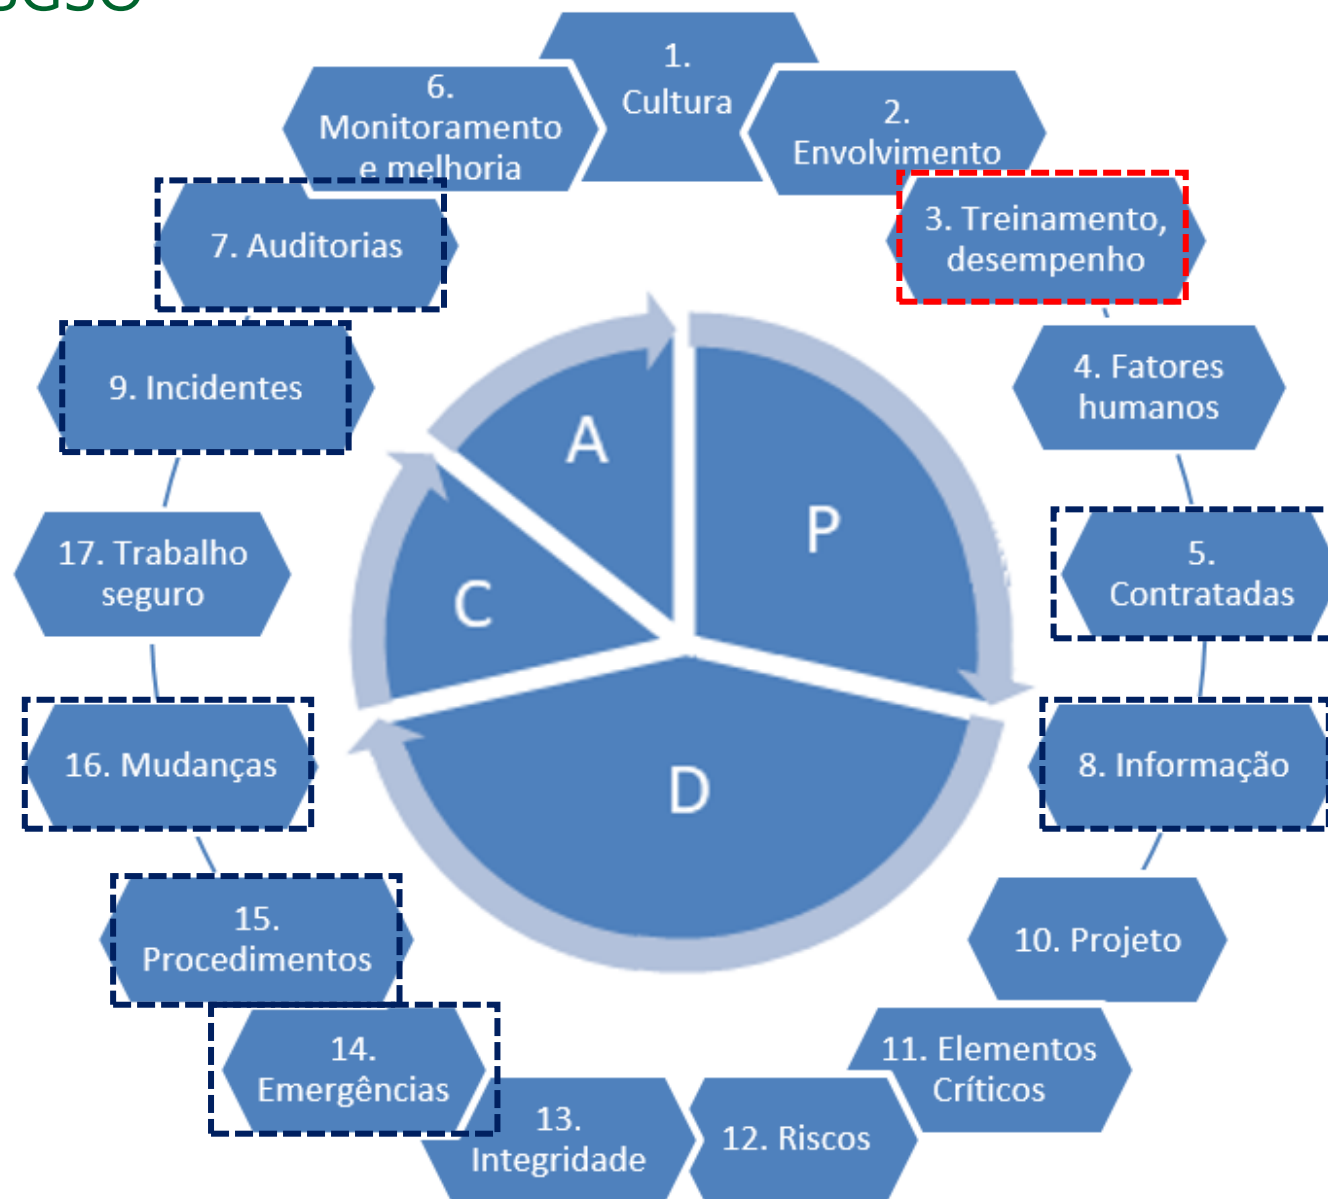 SGSO
1.
Cultura
2.
Envolvimento
3. Treinamento,
desempenho
4. Fatores
humanos
5.
Contratadas
8. Informação
10. Projeto
11. Elementos
Críticos
12. Riscos
13.
Integridade
14.
Emergências
15.
Procedimentos
16. Mudanças
17. Trabalho
seguro
9. Incidentes
7. Auditorias
6.
Monitoramento
e melhoria
A
P
C
D